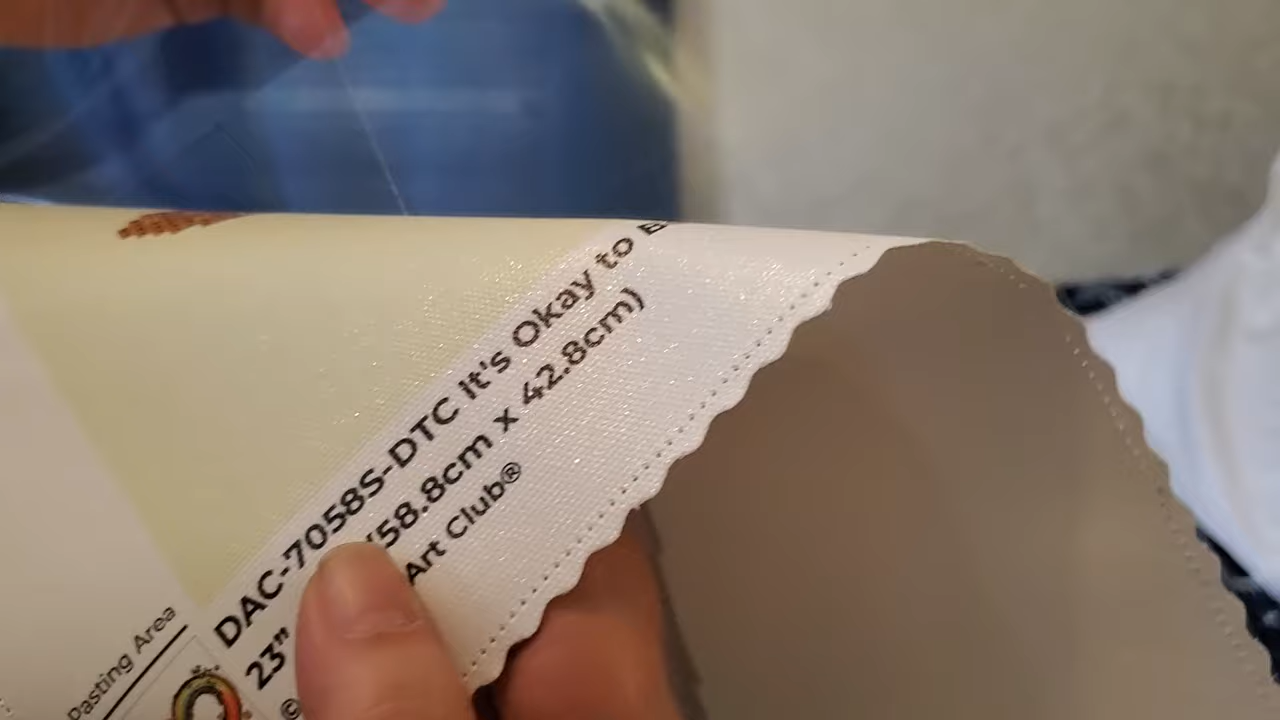 DAC-7058S-DTC It's Okay to
23" (58.8cm x 42.8cm)
© Art Club®
Pasting Area